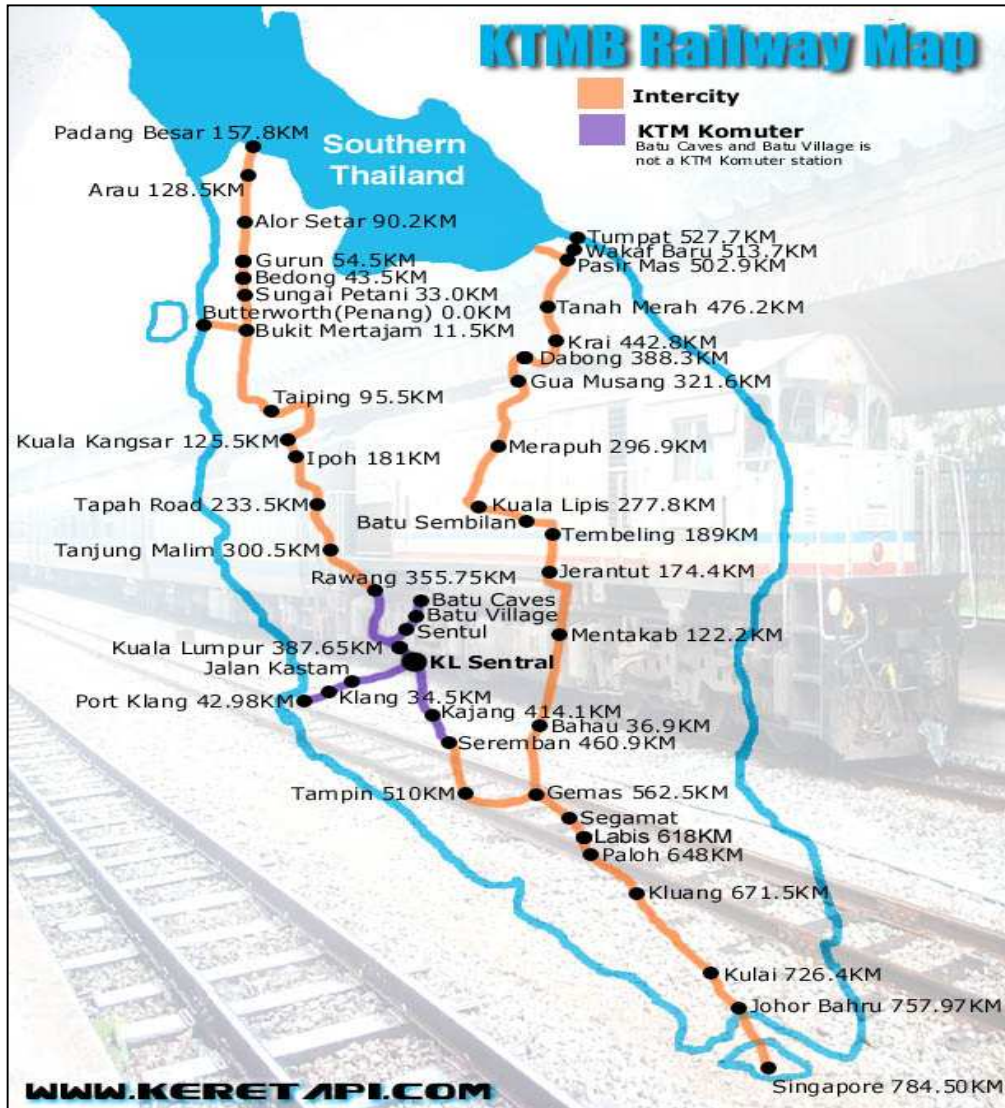 KTMB Railway Map
Intercity
KTM Komuter
Batu Caves and Batu Village is
not a KTM Komuter station
Southern
Thailand
Padang Besar 157.8KM
Arau 128.5KM
Alor Setar 90.2KM
Gurun 54.5KM
Bedong 43.5KM
Sungai Petani 33.0KM
Butterworth(Penang) 0.0KM
Bukit Mertajam 11.5KM
Taiping 95.5KM
Kuala Kangsar 125.5KM
Ipoh 181KM
Tapah Road 233.5KM
Tanjung Malim 300.5KM
Rawang 355.75KM
Batu Caves
Batu Village
Sentul
Kuala Lumpur 387.65KM
KL Sentral
Jalan Kastam
Klang 34.5KM
Port Klang 42.98KM
Kajang 414.1KM
Seremban 460.9KM
Tampin 510KM
Tumpat 527.7KM
Wakaf Baru 513.7KM
Pasir Mas 502.9KM
Tanah Merah 476.2KM
Krai 442.8KM
Dabong 388.3KM
Gua Musang 321.6KM
Merapuh 296.9KM
Kuala Lipis 277.8KM
Batu Sembilan
Tembeling 189KM
Jerantut 174.4KM
Mentakab 122.2KM
Bahau 36.9KM
Gemas 562.5KM
Segamat
Labis 618KM
Paloh 648KM
Kluang 671.5KM
Kulai 726.4KM
Johor Bahru 757.97KM
Singapore 784.50KM
WWW.KERETAPI.COM